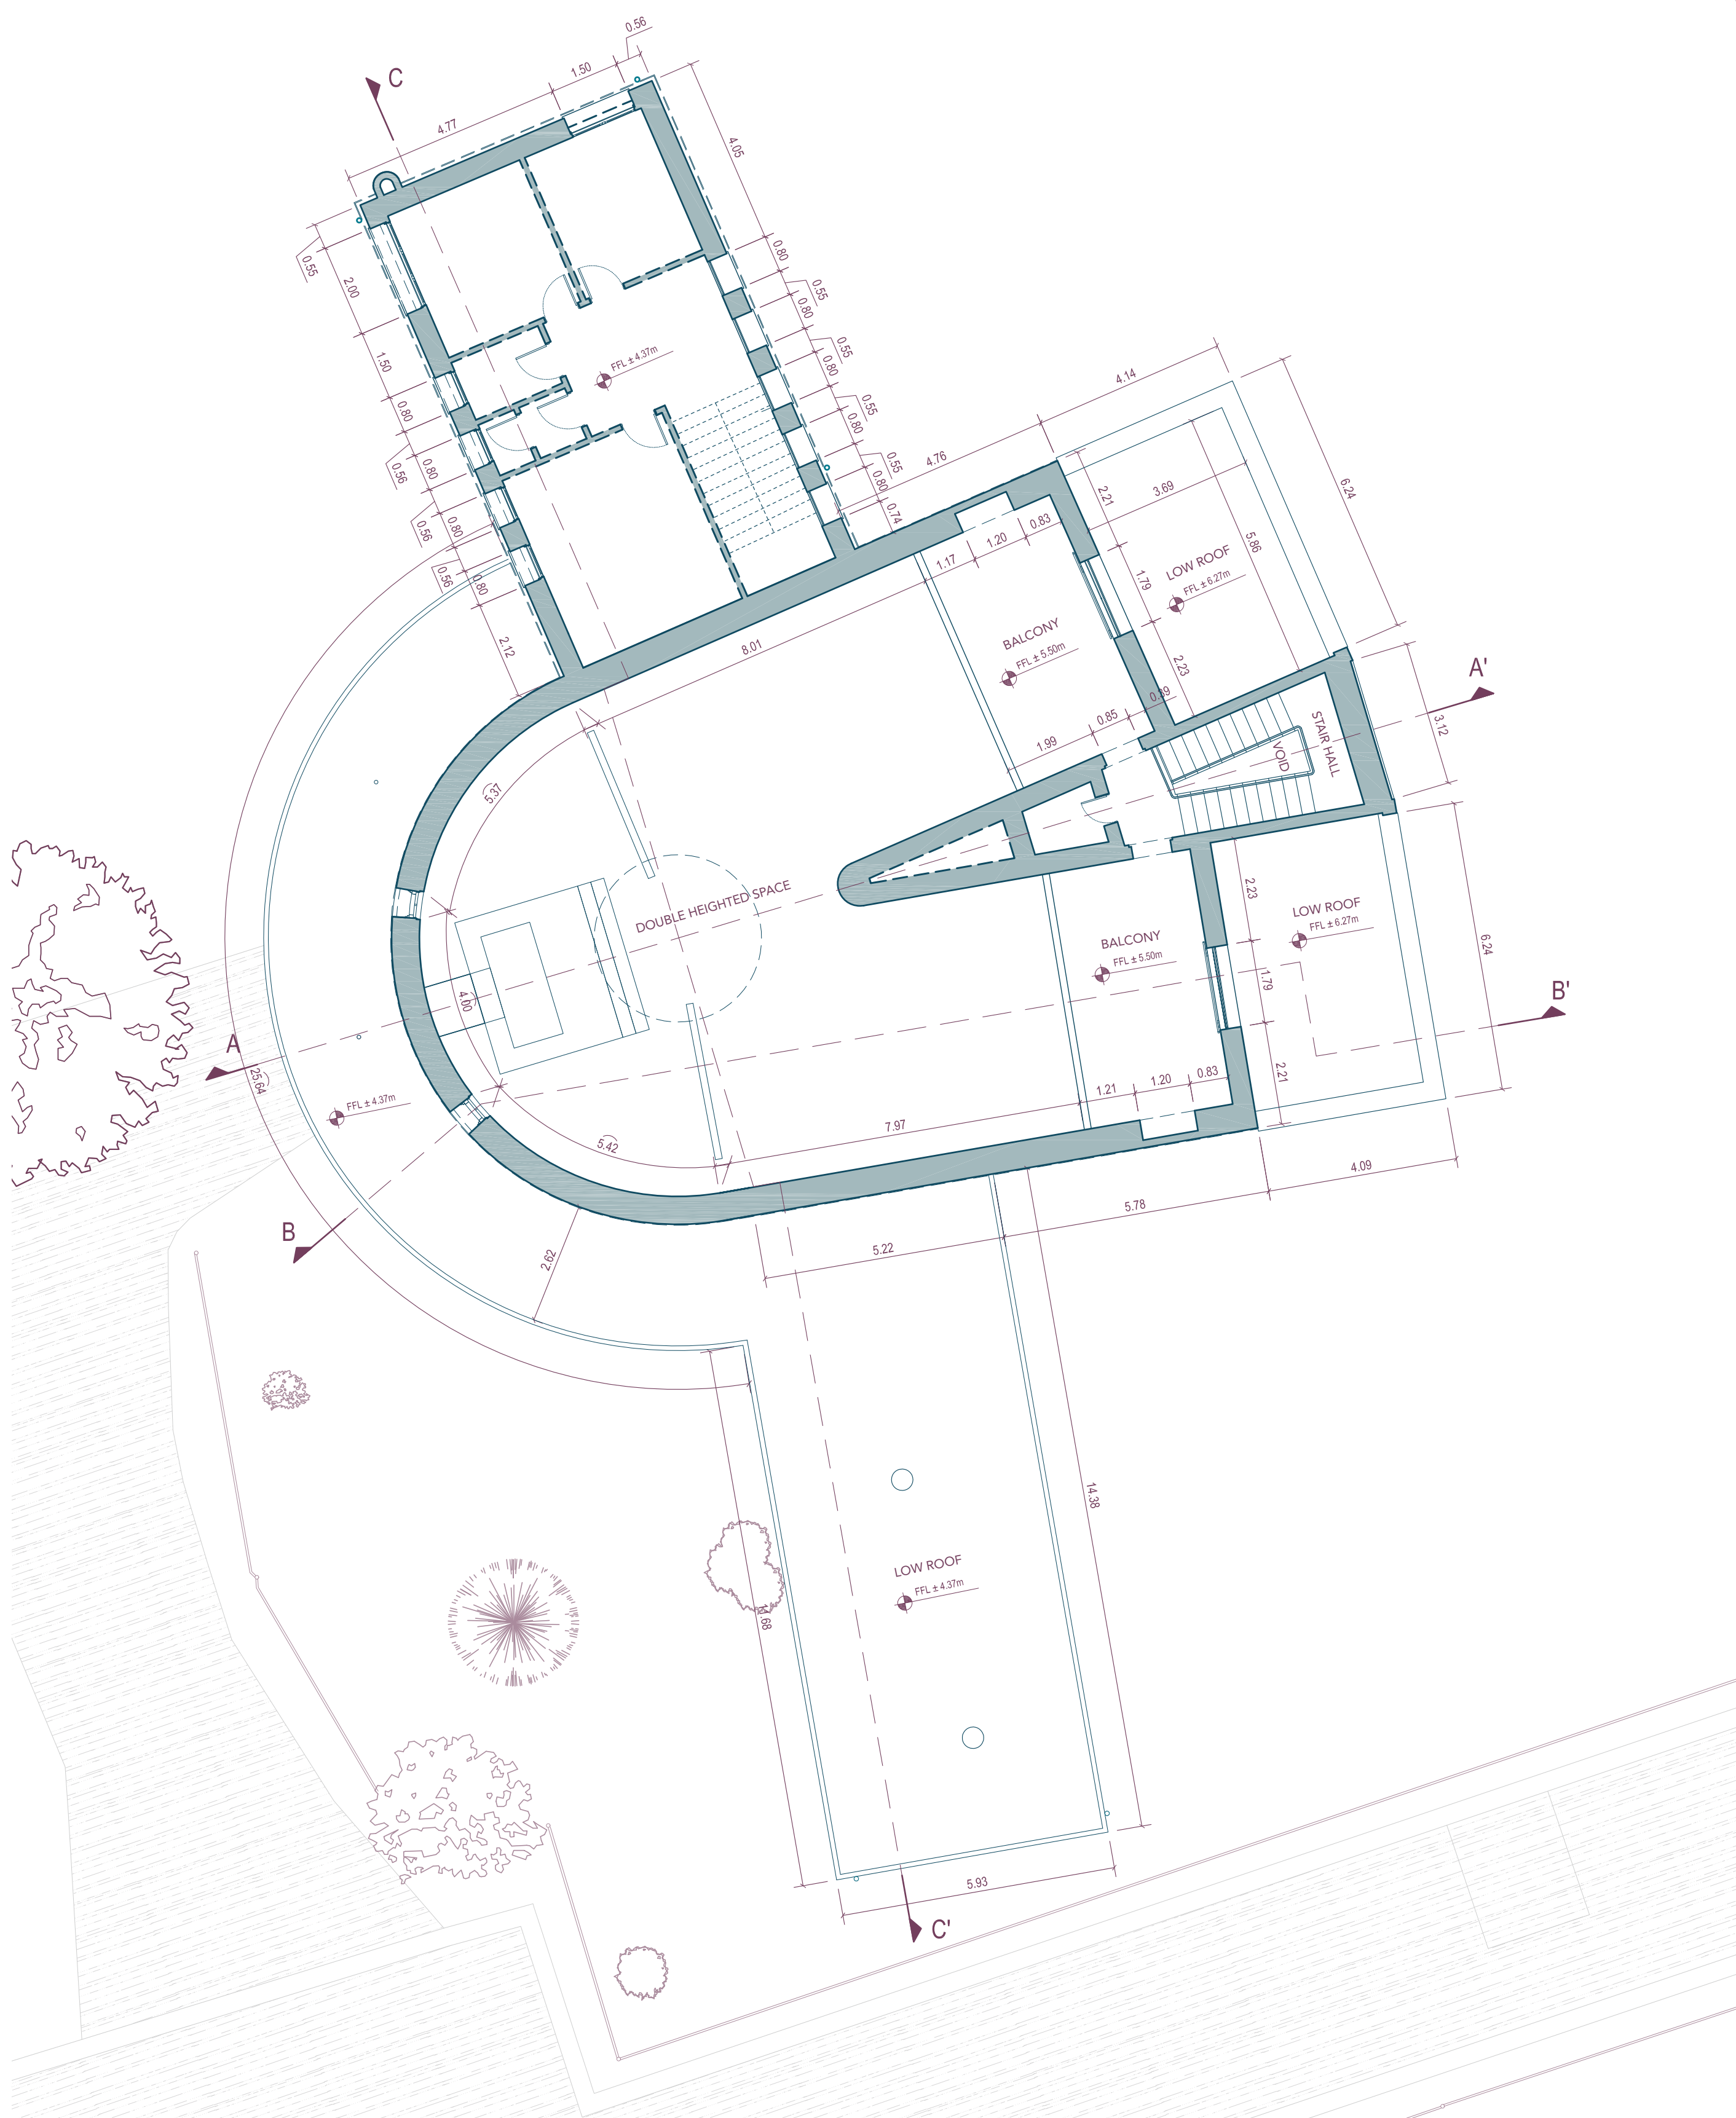 0.56
1.50
C
4.77
4.05
0.55
2.00
0.80
0.55
0.80
1.50
FFL ± 4.37m
0.55
0.80
0.80
0.55
0.80
0.56
0.80
0.55
0.80
0.74
0.56
0.80
0.56
0.80
2.12
4.14
4.76
6.24
2.21
3.69
0.83
1.20
1.17
5.86
LOW ROOF
FFL ± 6.27m
1.79
BALCONY
FFL ± 5.50m
8.01
2.23
A'
0.39
0.85
1.99
3.12
STAIR HALL
VOID
5.37
DOUBLE HEIGHTED SPACE
2.23
LOW ROOF
FFL ± 6.27m
BALCONY
FFL ± 5.50m
6.24
1.79
4.00
B'
A
25.64
FFL ± 4.37m
2.21
0.83
1.20
1.21
7.97
5.42
4.09
B
5.78
5.22
2.62
14.38
LOW ROOF
FFL ± 4.37m
5.93
C'